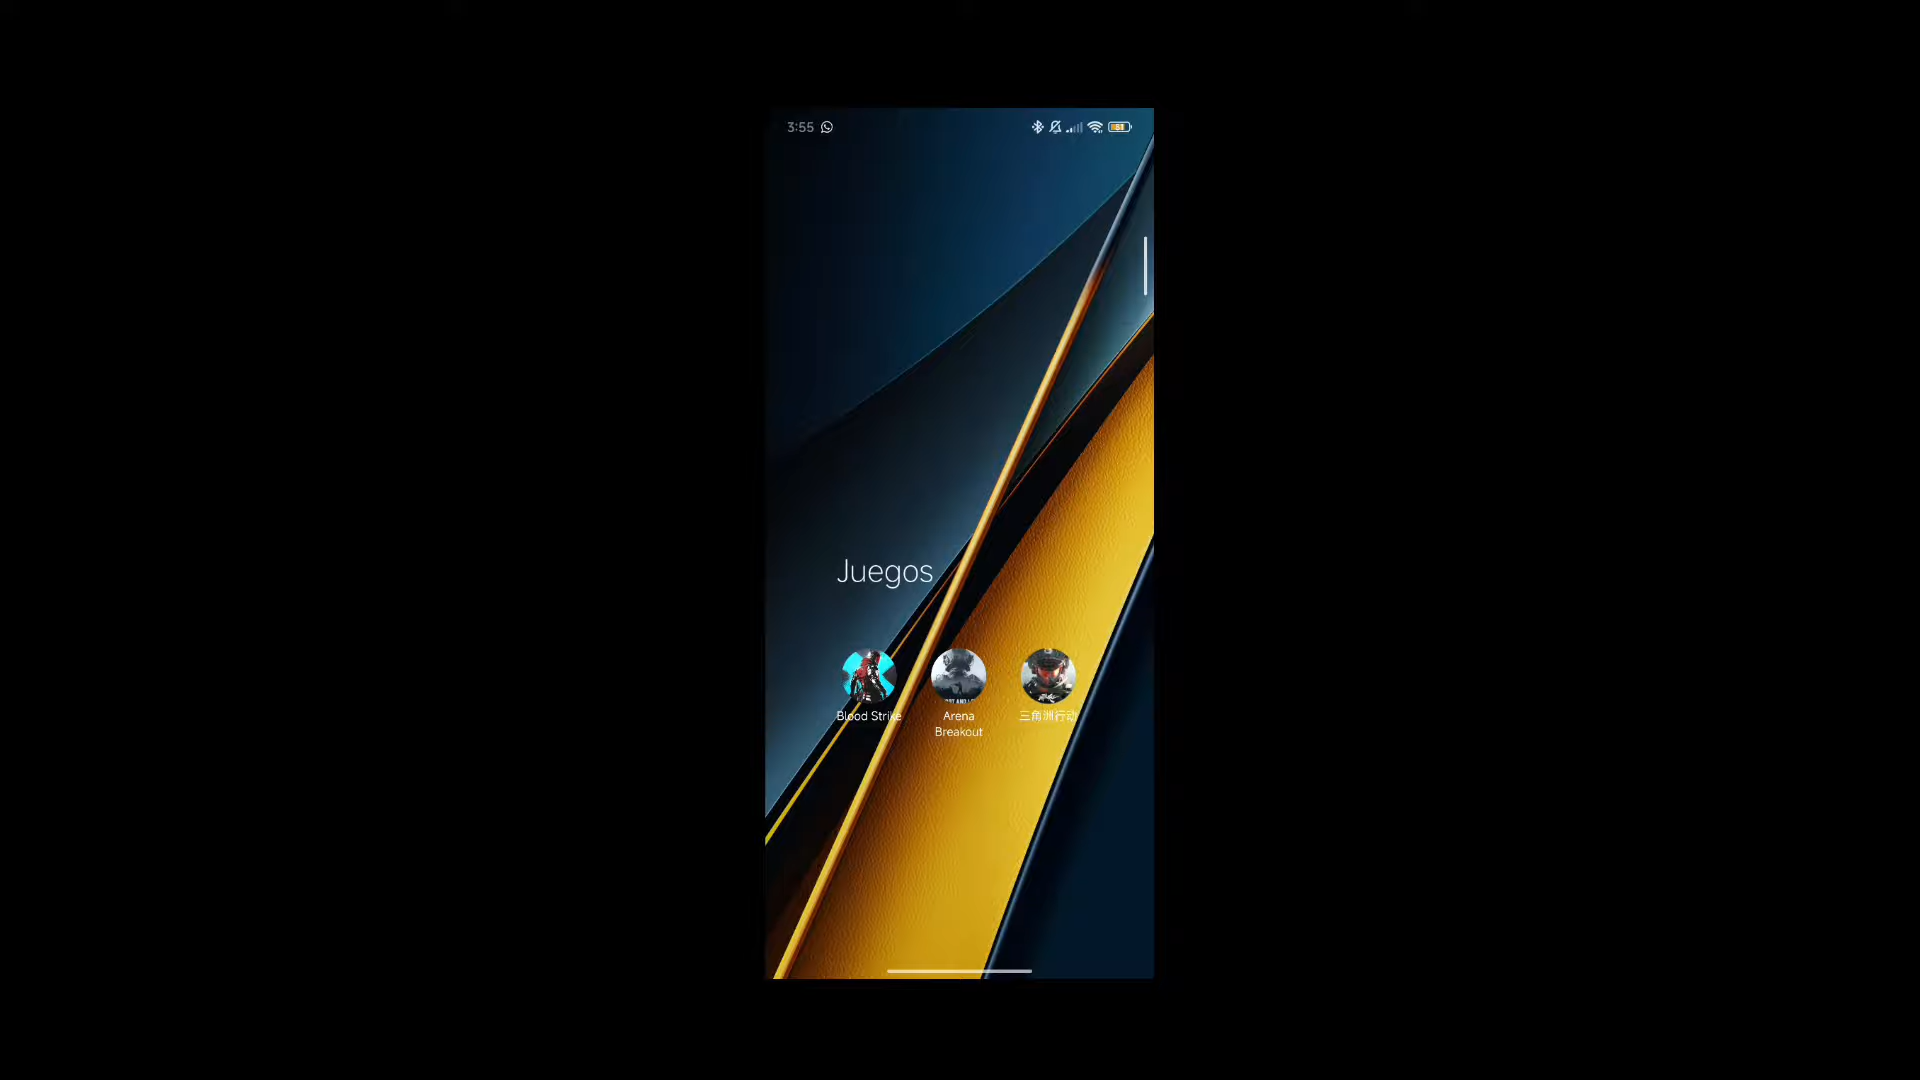 3:55
Juegos
Blood Strike
Arena
Breakout
三角洲行动